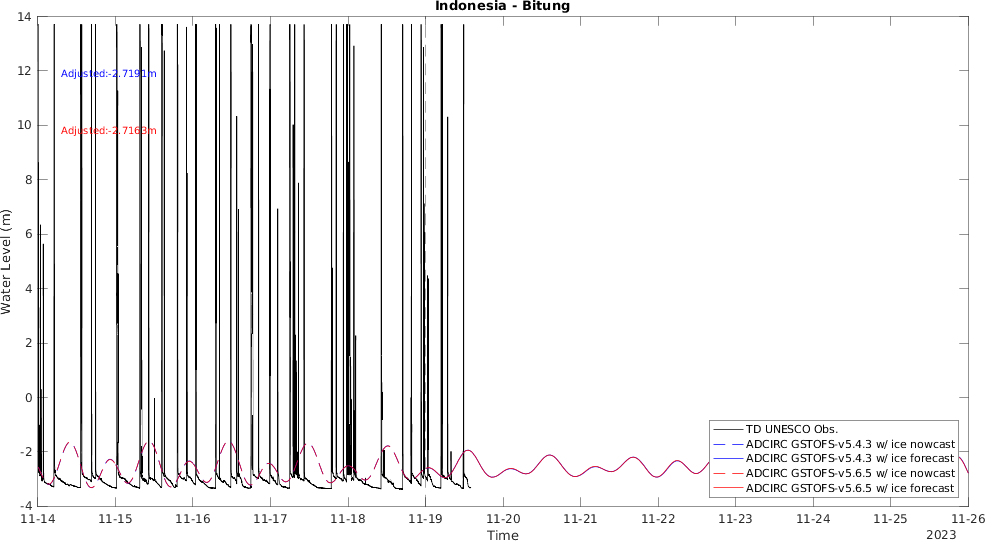 Indonesia - Bitung
Water Level (m)
14
12
10
8
6
4
2
0
-2
-4
Adjusted:-2.7191m
Adjusted:-2.7163m
TD UNESCO Obs.
ADCIRC GSTOFS-v5.4.3 w/ ice nowcast
ADCIRC GSTOFS-v5.4.3 w/ ice forecast
ADCIRC GSTOFS-v5.6.5 w/ ice nowcast
ADCIRC GSTOFS-v5.6.5 w/ ice forecast
11-14 11-15 11-16 11-17 11-18 11-19 11-20 11-21 11-22 11-23 11-24 11-25 11-26
Time
2023